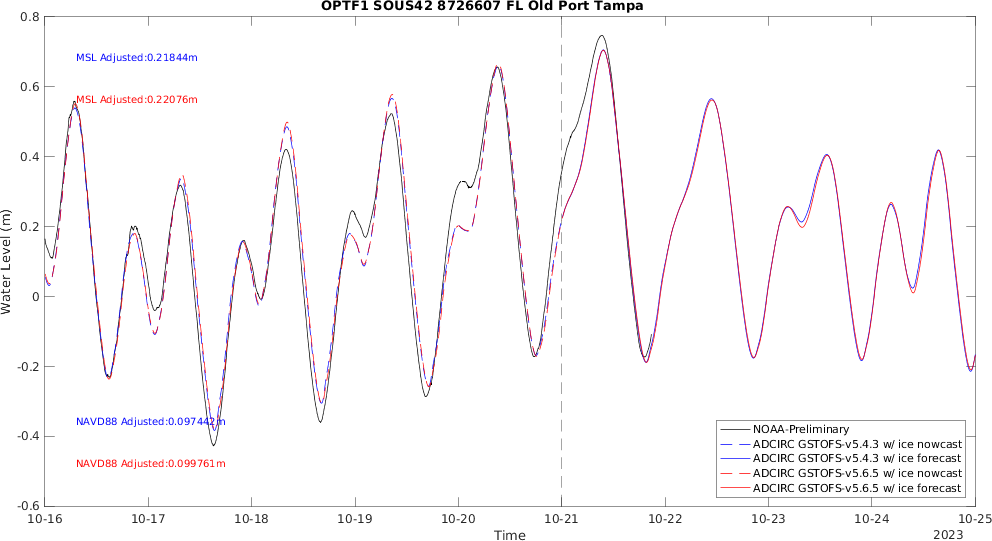 OPTF1 SOUS42 8726607 FL Old Port Tampa
0.8
MSL Adjusted:0.21844m
0.6
MSL Adjusted:0.22076m
0.4
0.2
Water Level (m)
0
-0.2
NAVD88 Adjusted:0.097442m
-0.4
NAVD88 Adjusted:0.099761m
-0.6
NOAA-Preliminary
ADCIRC GSTOFS-v5.4.3 w/ ice nowcast
ADCIRC GSTOFS-v5.4.3 w/ ice forecast
ADCIRC GSTOFS-v5.6.5 w/ ice nowcast
ADCIRC GSTOFS-v5.6.5 w/ ice forecast
10-16 10-17 10-18 10-19 10-20 10-21 10-22 10-23 10-24 10-25
Time
2023